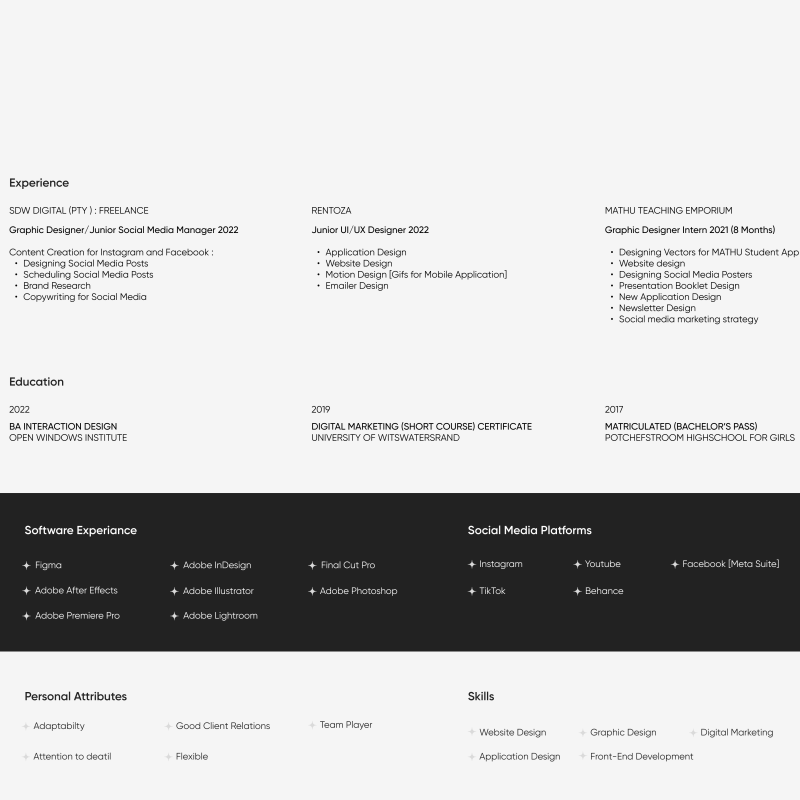 Experience
SDW DIGITAL (PTY ) : FREELANCE
Graphic Designer/Junior Social Media Manager 2022
Content Creation for Instagram and Facebook :
• Designing Social Media Posts
• Scheduling Social Media Posts
• Brand Research
• Copywriting for Social Media
RENTOZA
Junior UI/UX Designer 2022
• Application Design
• Website Design
• Motion Design [Gifs for Mobile Application]
• Emailer Design
MATHU TEACHING EMPORIUM
Graphic Designer Intern 2021 (8 Months)
• Designing Vectors for MATHU Student App
• Website design
• Designing Social Media Posters
• Presentation Booklet Design
• New Application Design
• Newsletter Design
• Social media marketing strategy
Education
2022
BA INTERACTION DESIGN
OPEN WINDOWS INSTITUTE
2019
DIGITAL MARKETING (SHORT COURSE) CERTIFICATE
UNIVERSITY OF WITSWATERSRAND
2017
MATRICULATED (BACHELOR'S PASS)
POTCHEFSTROOM HIGHSCHOOL FOR GIRLS
Software Experiance
Figma
Adobe InDesign
Final Cut Pro
Adobe After Effects
Adobe Illustrator
Adobe Photoshop
Adobe Premiere Pro
Adobe Lightroom
Social Media Platforms
Instagram
Youtube
Facebook [Meta Suite]
TikTok
Behance
Personal Attributes
Adaptabilty
Good Client Relations
Team Player
Attention to deatil
Flexible
Skills
Website Design
Graphic Design
Digital Marketing
Application Design
Front-End Development